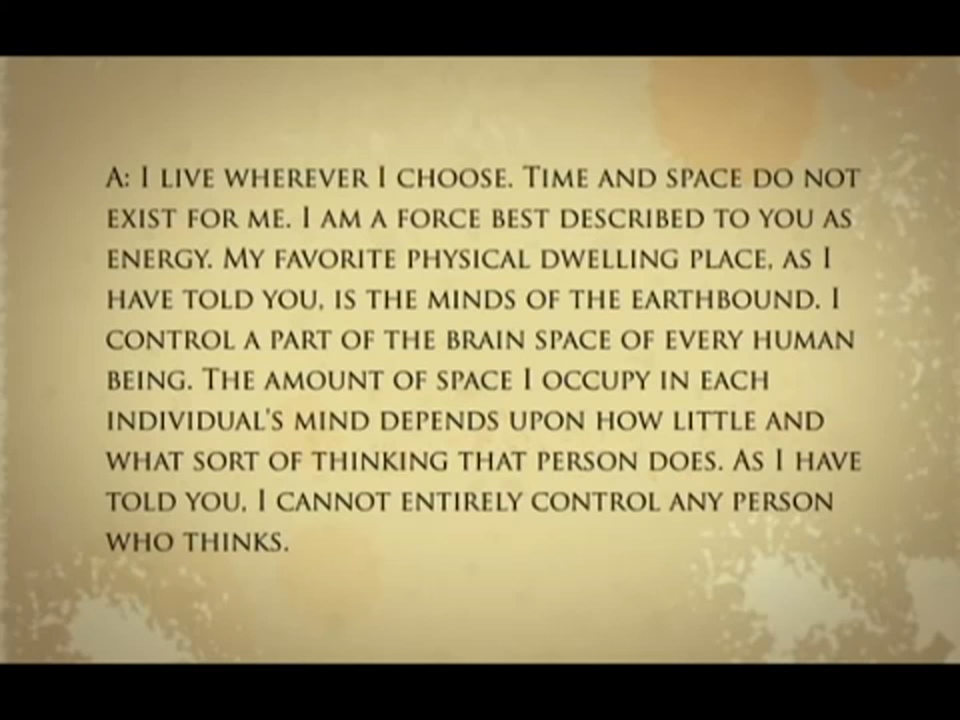 A: I LIVE WHEREVER I CHOOSE. TIME AND SPACE DO NOT
EXIST FOR ME. I AM A FORCE BEST DESCRIBED TO YOU AS
ENERGY. MY FAVORITE PHYSICAL DWELLING PLACE, AS I
HAVE TOLD YOU, IS THE MINDS OF THE EARTHBOUND. I
CONTROL A PART OF THE BRAIN SPACE OF EVERY HUMAN
BEING. THE AMOUNT OF SPACE I OCCUPY IN EACH
INDIVIDUAL'S MIND DEPENDS UPON HOW LITTLE AND
WHAT SORT OF THINKING THAT PERSON DOES. AS I HAVE
TOLD YOU, I CANNOT ENTIRELY CONTROL ANY PERSON
WHO THINKS.